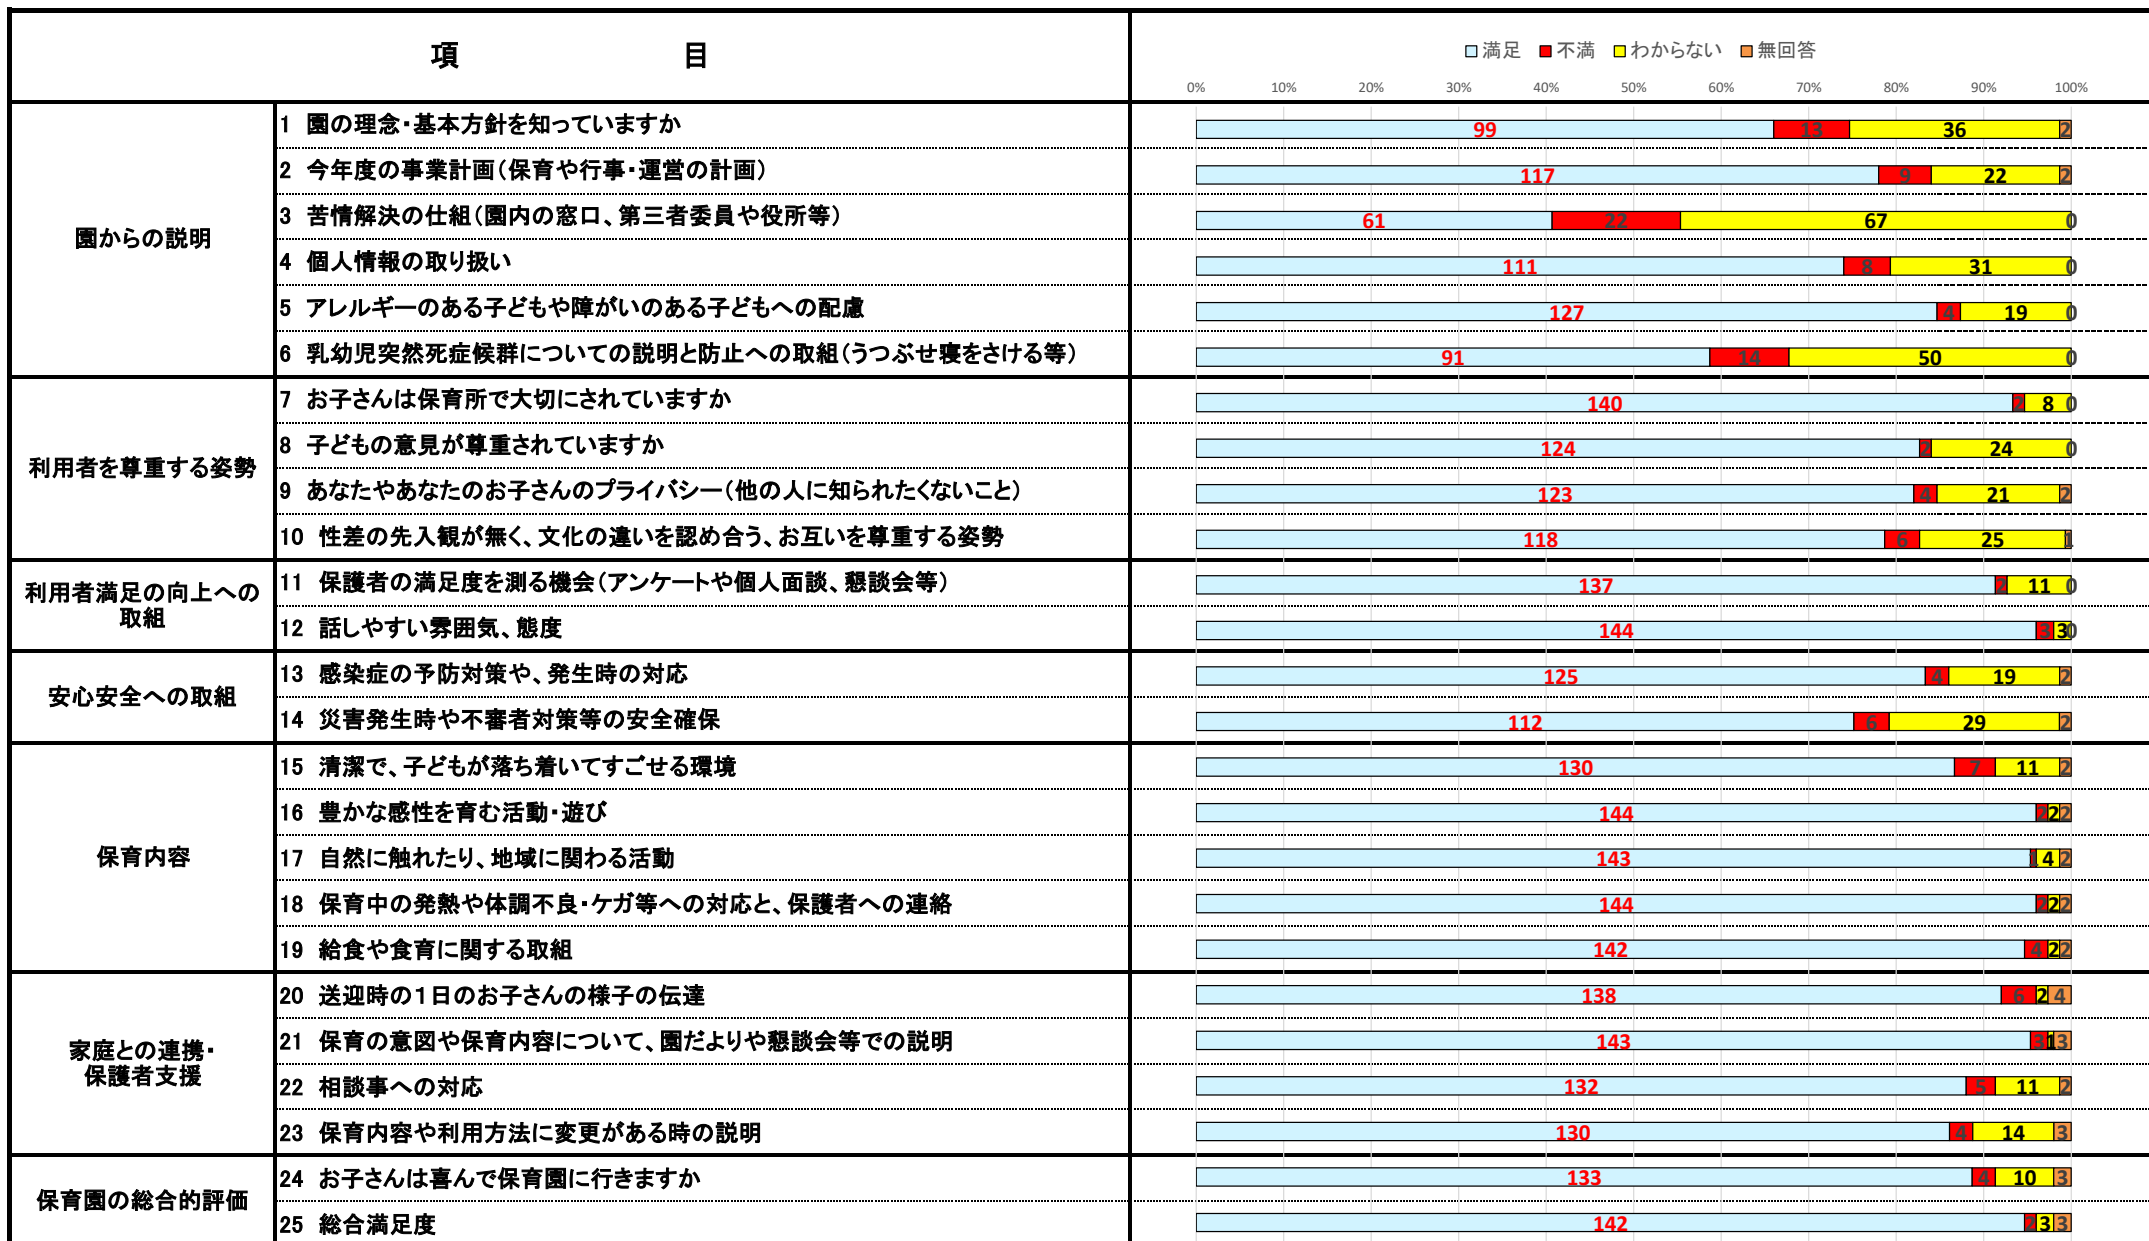 項 目
満足 不満 わからない 無回答
0% 10% 20% 30% 40% 50% 60% 70% 80% 90% 100%
園からの説明
1 園の理念・基本方針を知っていますか
99 13 36 2
2 今年度の事業計画（保育や行事・運営の計画）
117 9 22 2
3 苦情解決の仕組（園内の窓口、第三者委員や役所等）
61 22 67 0
4 個人情報の取り扱い
111 8 31 0
5 アレルギーのある子どもや障がいのある子どもへの配慮
127 4 19 0
6 乳幼児突然死症候群についての説明と防止への取組（うつぶせ寝をさける等）
91 14 50 0
利用者を尊重する姿勢
7 お子さんは保育所で大切にされていますか
140 2 8 0
8 子どもの意見が尊重されていますか
124 2 24 0
9 あなたやあなたのお子さんのプライバシー（他の人に知られたくないこと）
123 4 21 2
10 性差の先入観が無く、文化の違いを認め合う、お互いを尊重する姿勢
118 6 25 1
利用者満足の向上への
取組
11 保護者の満足度を測る機会（アンケートや個人面談、懇談会等）
137 2 11 0
12 話しやすい雰囲気、態度
144 3 3 0
安心安全への取組
13 感染症の予防対策や、発生時の対応
125 4 19 2
14 災害発生時や不審者対策等の安全確保
112 6 29 2
保育内容
15 清潔で、子どもが落ち着いてすごせる環境
130 7 11 2
16 豊かな感性を育む活動・遊び
144 2 2 2
17 自然に触れたり、地域に関わる活動
143 1 4 2
18 保育中の発熱や体調不良・ケガ等への対応と、保護者への連絡
144 2 2 2
19 給食や食育に関する取組
142 4 2 2
家庭との連携・
保護者支援
20 送迎時の１日のお子さんの様子の伝達
138 6 2 4
21 保育の意図や保育内容について、園だよりや懇談会等での説明
143 3 1 3
22 相談事への対応
132 5 11 2
23 保育内容や利用方法に変更がある時の説明
130 4 14 3
保育園の総合的評価
24 お子さんは喜んで保育園に行きますか
133 4 10 3
25 総合満足度
142 2 3 3